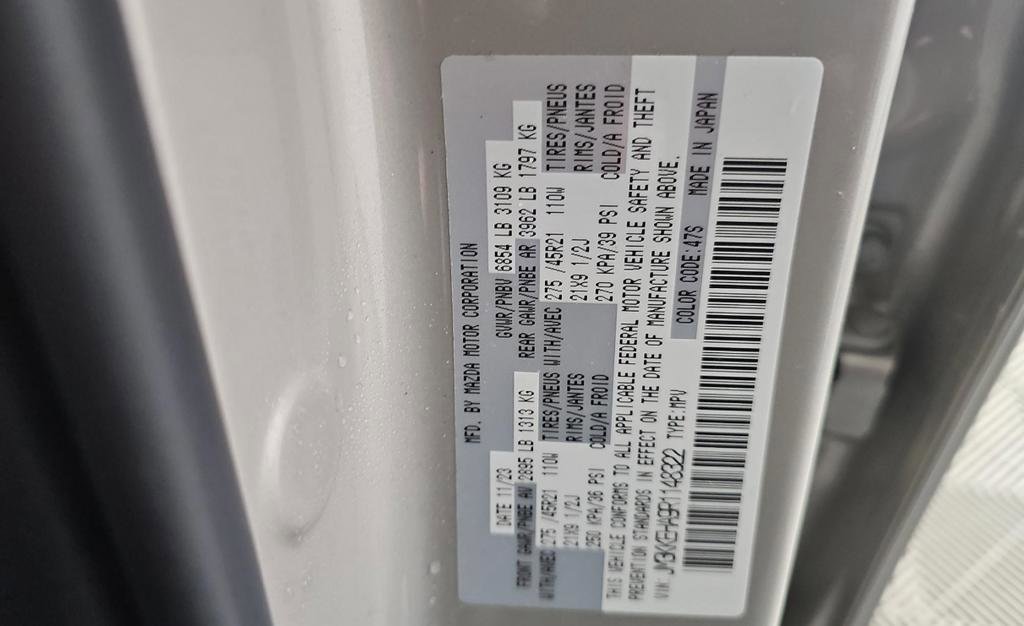 MFD. BY MAZDA MOTOR CORPORATION
DATE 11/23 GVWR/PNBV 6854 LB 3109 KG
FRONT GAWR/PNBE AV 2895 LB 1313 KG REAR GAWR/PNBE AR 3962 LB 1797 KG
WITH/AVEC 275 /45R21 110W TIRES/PNEUS WITH/AVEC 275 /45R21 110W TIRES/PNEUS
21X9 1/2J RIMS/JANTES 21X9 1/2J RIMS/JANTES
250 KPA/36 PSI COLD/A FROID 270 KPA/39 PSI COLD/A FROID
THIS VEHICLE CONFORMS TO ALL APPLICABLE FEDERAL MOTOR VEHICLE SAFETY AND THEFT
PREVENTION STANDARDS IN EFFECT ON THE DATE OF MANUFACTURE SHOWN ABOVE.
VIN: JM3KKEHA9R1148322 TYPE:MPV COLOR CODE:47S MADE IN JAPAN